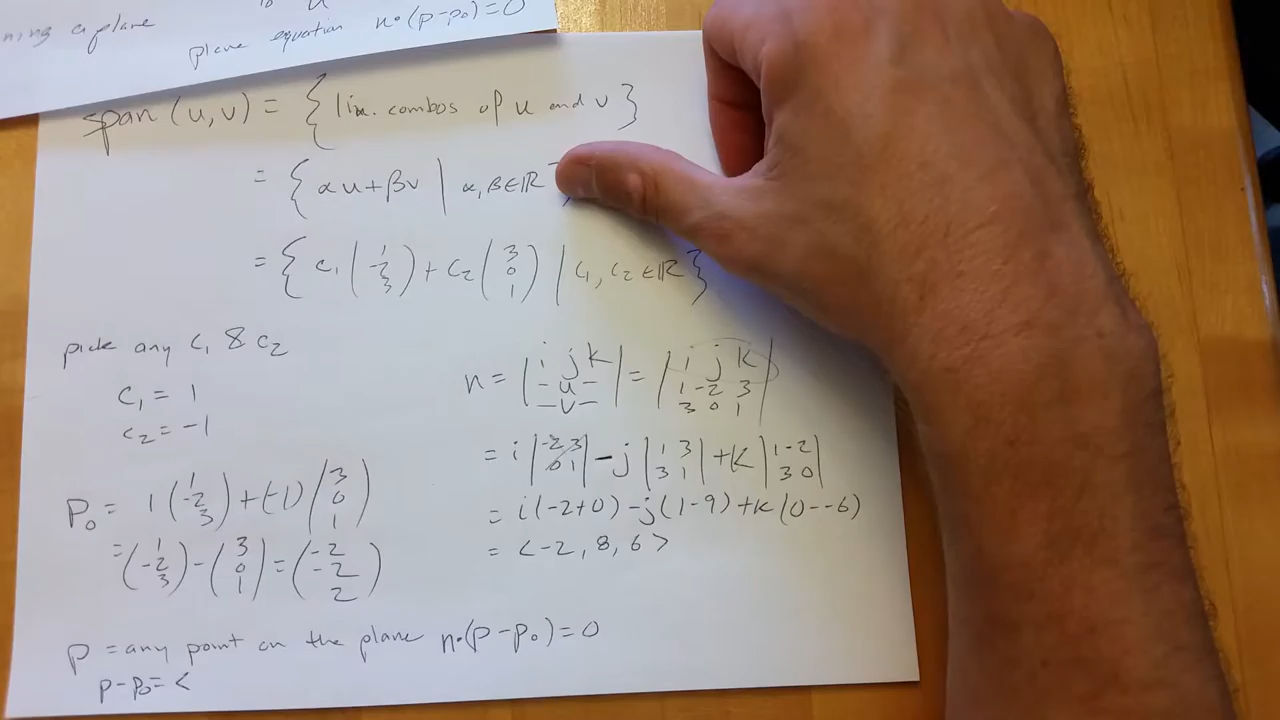 ning a plane
to u
plane equation n•(p-p₀)=0
span (u,v) = { lin. combos of u and v }
= { αu+βv | α,β∈ℝ
= { c₁ (1 -2 3) + c₂ (3 0 1) | c₁, c₂ ∈ℝ }
pick any c₁ & c₂
c₁ = 1
c₂ = -1
p₀ = 1 (1 -2 3) + (-1) (3 0 1)
= (1 -2 3) - (3 0 1) = (-2 -2 2)
n = | i j k -u- -v- | = | i j k 1 -2 3 3 0 1 |
= i | -2 3 0 1 | - j | 1 3 3 1 | + k | 1 -2 3 0 |
= i(-2+0) - j(1-9) + k(0--6)
= <-2, 8, 6>
p = any point on the plane n•(p-p₀)=0
p-p₀= <